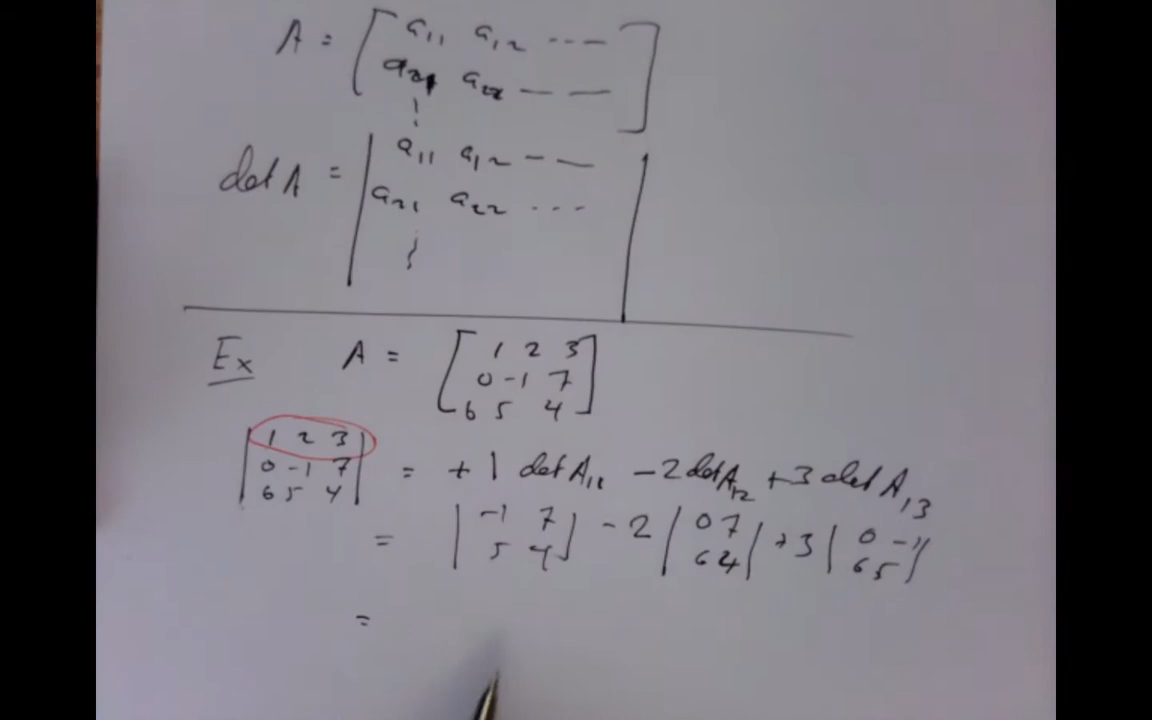 A = [ a₁₁ a₁₂ --- ]
a₂₁ a₂₂ — —
⋮
det A = | a₁₁ a₁₂ - — |
a₂₁ a₂₂ ...
⋮
Ex A = [ 1 2 3
0 -1 7
6 5 4 ]
| 1 2 3 |
| 0 -1 7 | = + 1 det A₁₁ - 2 det A₁₂ + 3 det A₁₃
| 6 5 4 |
= | -1 7 | - 2 | 0 7 | + 3 | 0 -1 |
| 5 4 | | 6 4 | | 6 5 |
=